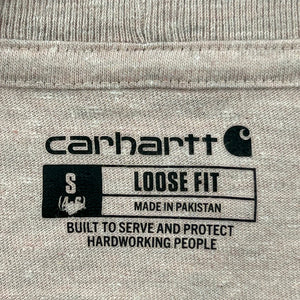 carhartt
S
LOOSE FIT
MADE IN PAKISTAN
BUILT TO SERVE AND PROTECT
HARDWORKING PEOPLE